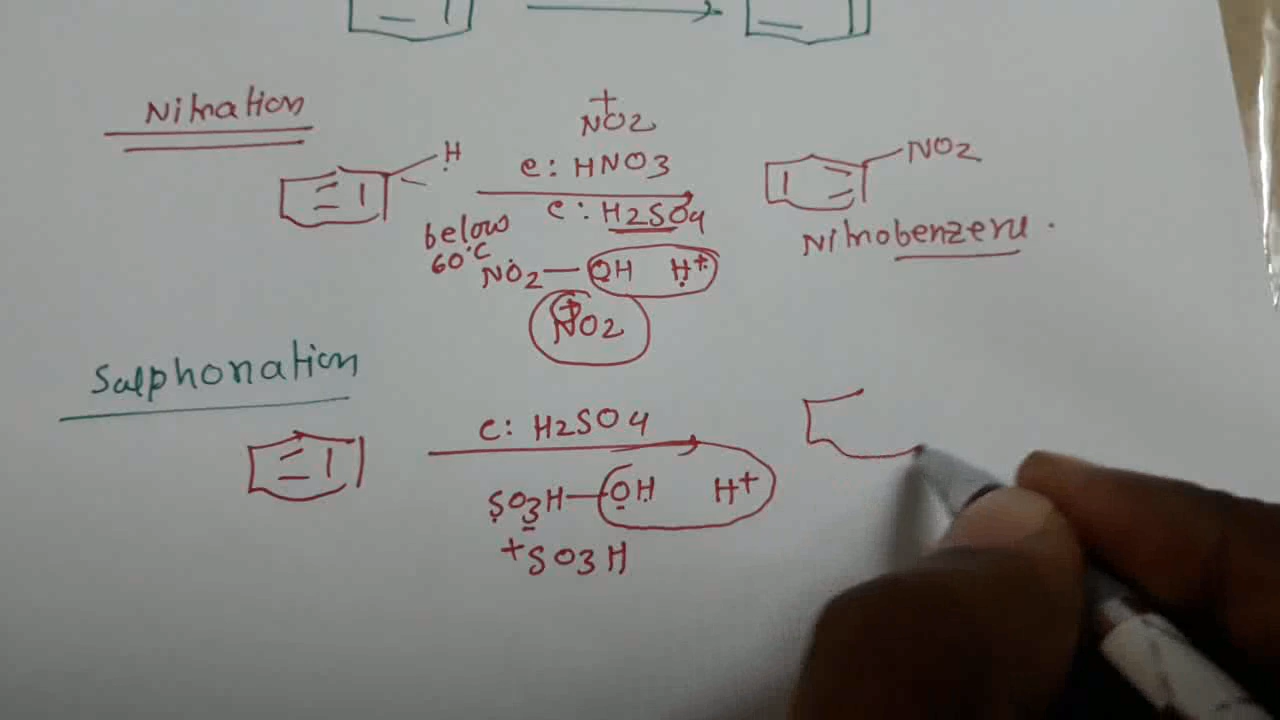 Nitration
+
NO2
H
C: HNO3
NO2
C: H2SO4
below
60°C
Nitrobenzene.
NO2—OH H+
+
NO2
Sulphonation
C: H2SO4
SO3H—OH H+
+SO3H